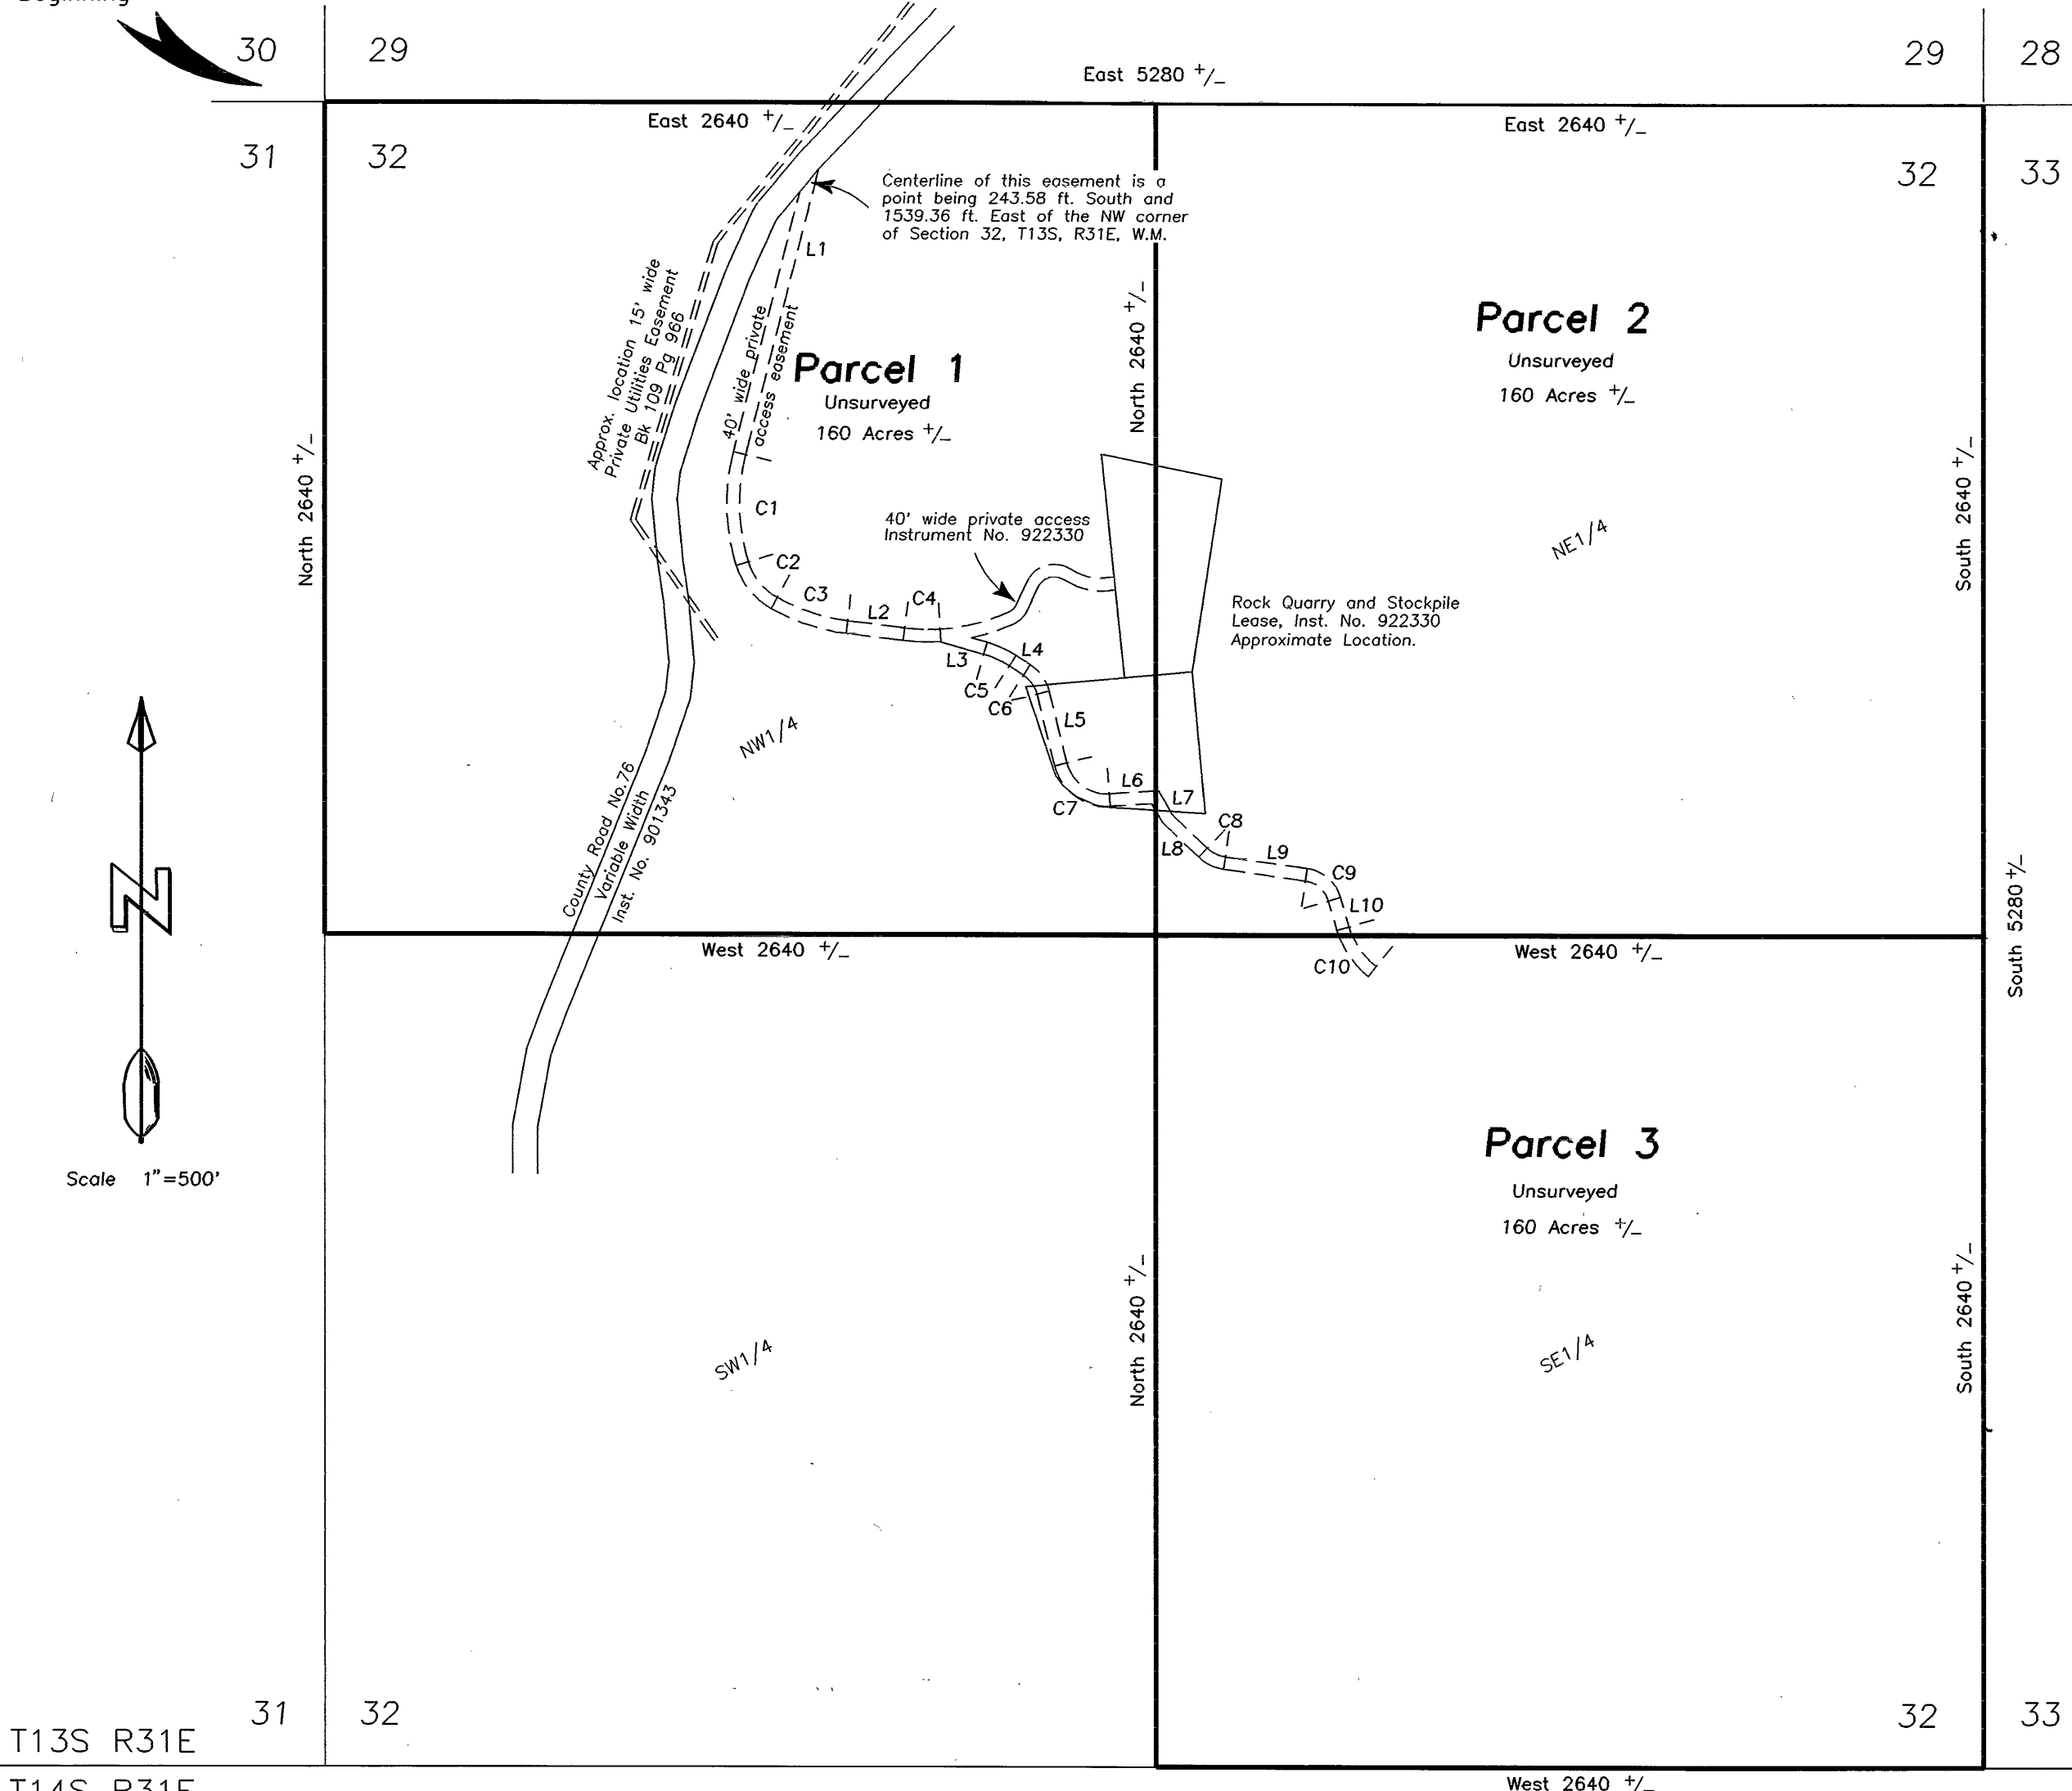 Beginning
30
29
29
28
East 5280 +/_
East 2640 +/_
East 2640 +/_
31
32
32
33
Centerline of this easement is a
point being 243.58 ft. South and
1539.36 ft. East of the NW corner
of Section 32, T13S, R31E, W.M.
L1
Approx. location 15' wide
Private Utilities Easement
Bk 109 Pg 966
40' wide private
access easement
North 2640 +/_
Parcel 1
Unsurveyed
160 Acres +/_
Parcel 2
Unsurveyed
160 Acres +/_
North 2640 +/_
South 2640 +/_
C1
40' wide private access
Instrument No. 922330
NE1/4
C2
C3
L2
C4
Rock Quarry and Stockpile
Lease, Inst. No. 922330
Approximate Location.
L3
L4
C5
C6
L5
NW1/4
L6
L7
C7
C8
L8
L9
C9
L10
County Road No.76
Variable Width
Inst. No. 901343
South 5280 +/_
West 2640 +/_
West 2640 +/_
C10
Scale 1"=500'
Parcel 3
Unsurveyed
160 Acres +/_
North 2640 +/_
South 2640 +/_
SW1/4
SE1/4
31
32
32
33
T13S R31E
T14S R31E
West 2640 +/_